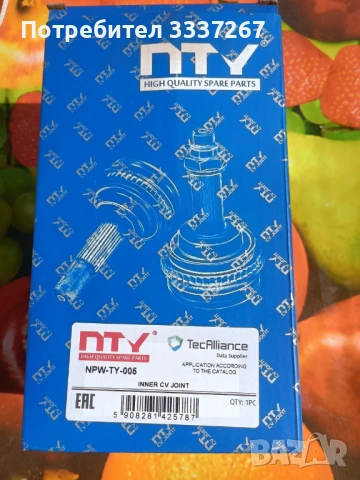 Потребител 3337267
NTY
HIGH QUALITY SPARE PARTS
NTY
HIGH QUALITY SPARE PARTS
TecAlliance
Data Supplier
NPW-TY-005
APPLICATION ACCORDING
TO THE CATALOG
INNER CV JOINT
EAC
QTY: 1PC
5 908281 425787
BAZAR